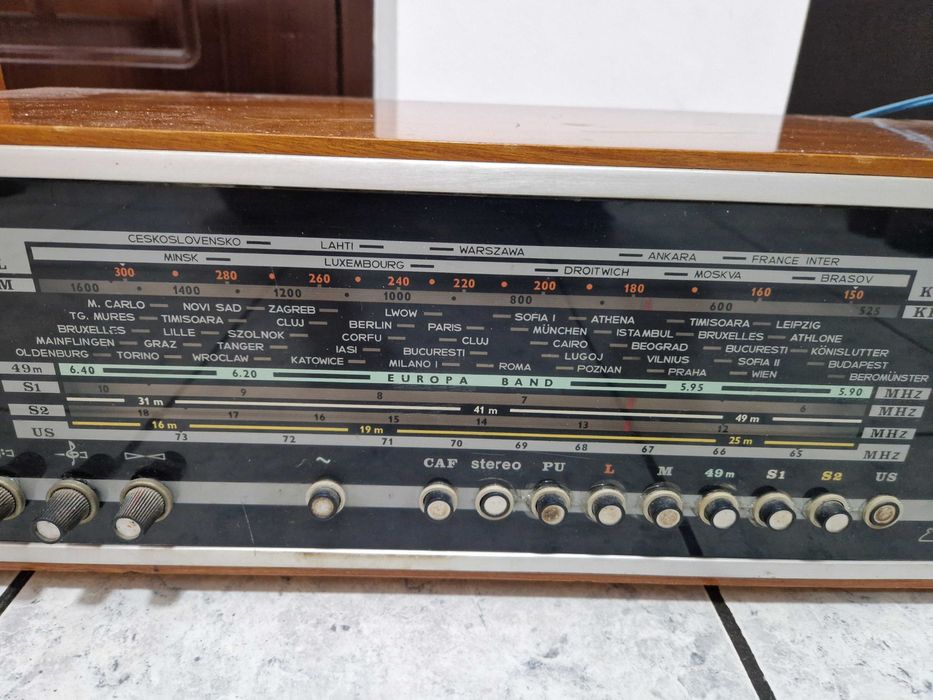 CESKOSLOVENSKO LAHTI WARSZAWA ANKARA FRANCE INTER
L MINSK LUXEMBOURG DROITWICH MOSKVA BRASOV
300 280 260 240 220 200 180 160 150 K
M 1600 1400 1200 1000 800 600 525
M. CARLO NOVI SAD ZAGREB LWOW SOFIA I ATHENA TIMISOARA LEIPZIG
TG. MURES TIMISOARA CLUJ BERLIN PARIS MÜNCHEN ISTAMBUL BRUXELLES ATHLONE
BRUXELLES LILLE SZOLNOK CORFU CLUJ CAIRO BEOGRAD BUCURESTI KÖNISLUTTER
MAINFLINGEN GRAZ TANGER IASI BUCURESTI LUGOJ VILNIUS SOFIA II BUDAPEST
OLDENBURG TORINO WROCLAW KATOWICE MILANO I ROMA POZNAN PRAHA WIEN BEROMÜNSTER
49m 6.40 6.20 EUROPA BAND 5.95 5.90 MHz
S1 10 9 8 7 6 MHz
31 m 41 m 49 m
S2 18 17 16 15 14 13 12 MHz
16 m 19 m 25 m
US 73 72 71 70 69 68 67 66 65 MHz
~ CAF stereo PU L M 49m S1 S2 US